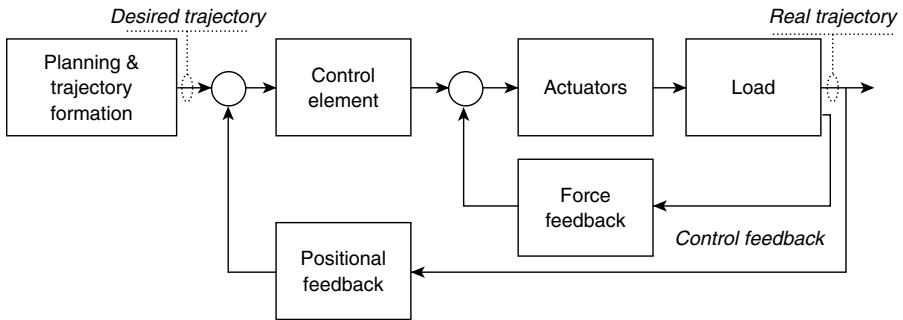 Desired trajectory
Real trajectory
Planning &
trajectory
formation
Control
element
Actuators
Load
Force
feedback
Control feedback
Positional
feedback